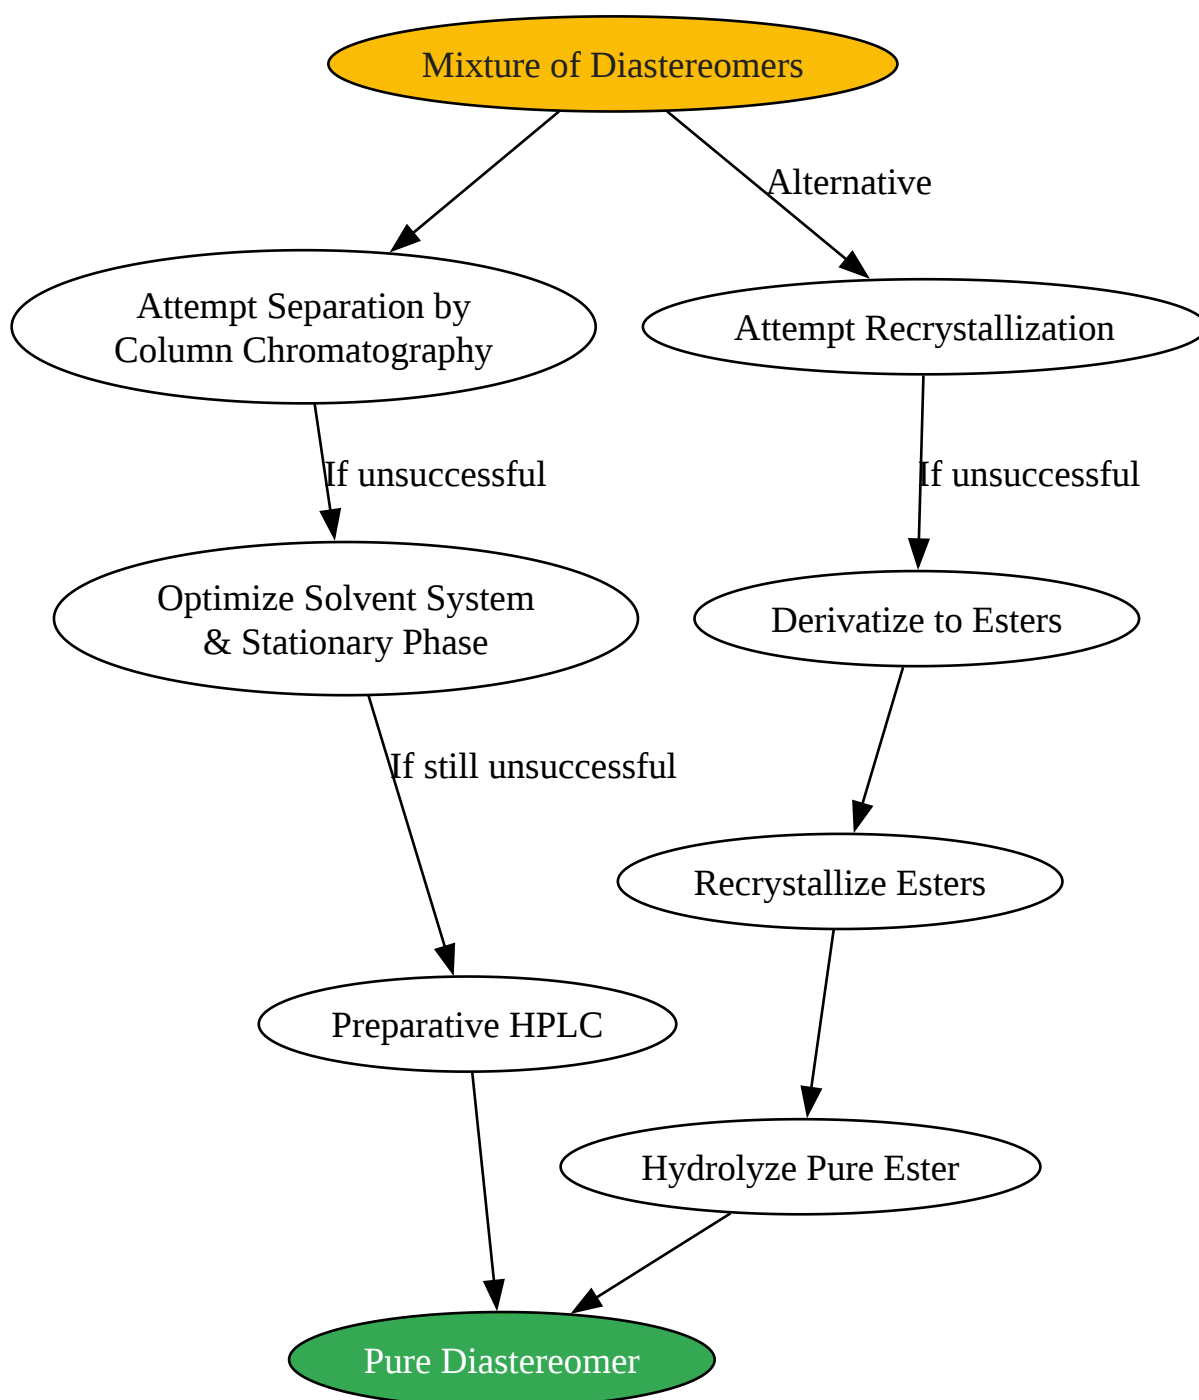 Mixture of Diastereomers
Alternative
Attempt Separation by
Column Chromatography
Attempt Recrystallization
If unsuccessful
If unsuccessful
Optimize Solvent System
& Stationary Phase
Derivatize to Esters
If still unsuccessful
Recrystallize Esters
Preparative HPLC
Hydrolyze Pure Ester
Pure Diastereomer